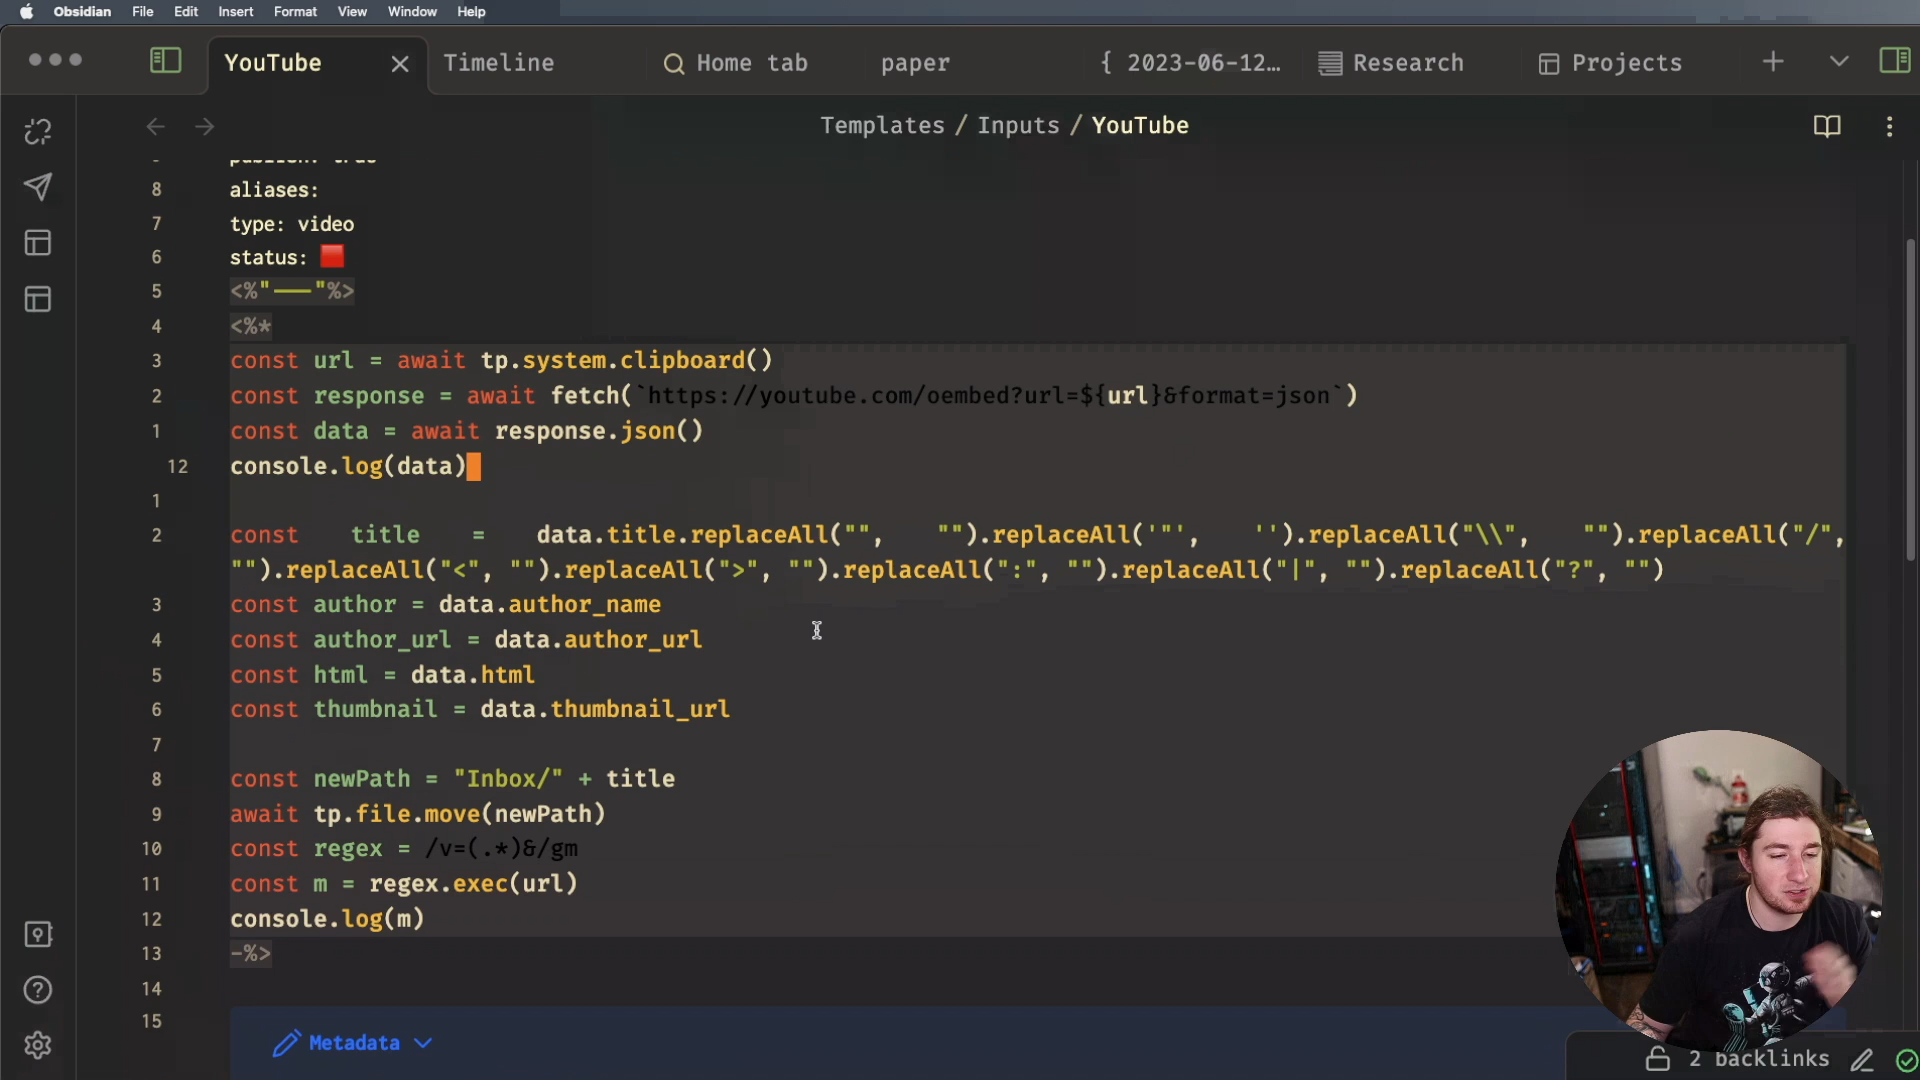 Obsidian File Edit Insert Format View Window Help
YouTube Timeline Home tab paper { 2023-06-12… Research Projects
Templates / Inputs / YouTube
8 aliases:
7 type: video
6 status: 🟥
5 <%"---"%>
4 <%*
3 const url = await tp.system.clipboard()
2 const response = await fetch(`https://youtube.com/oembed?url=${url}&format=json`)
1 const data = await response.json()
12 console.log(data)
1
2 const title = data.title.replaceAll("", "").replaceAll('"', '').replaceAll("\\", "").replaceAll("/",
"").replaceAll("<", "").replaceAll(">", "").replaceAll(":", "").replaceAll("|", "").replaceAll("?", "")
3 const author = data.author_name
4 const author_url = data.author_url
5 const html = data.html
6 const thumbnail = data.thumbnail_url
7
8 const newPath = "Inbox/" + title
9 await tp.file.move(newPath)
10 const regex = /v=(.*)&/gm
11 const m = regex.exec(url)
12 console.log(m)
13 -%>
14
15
Metadata
2 backlinks